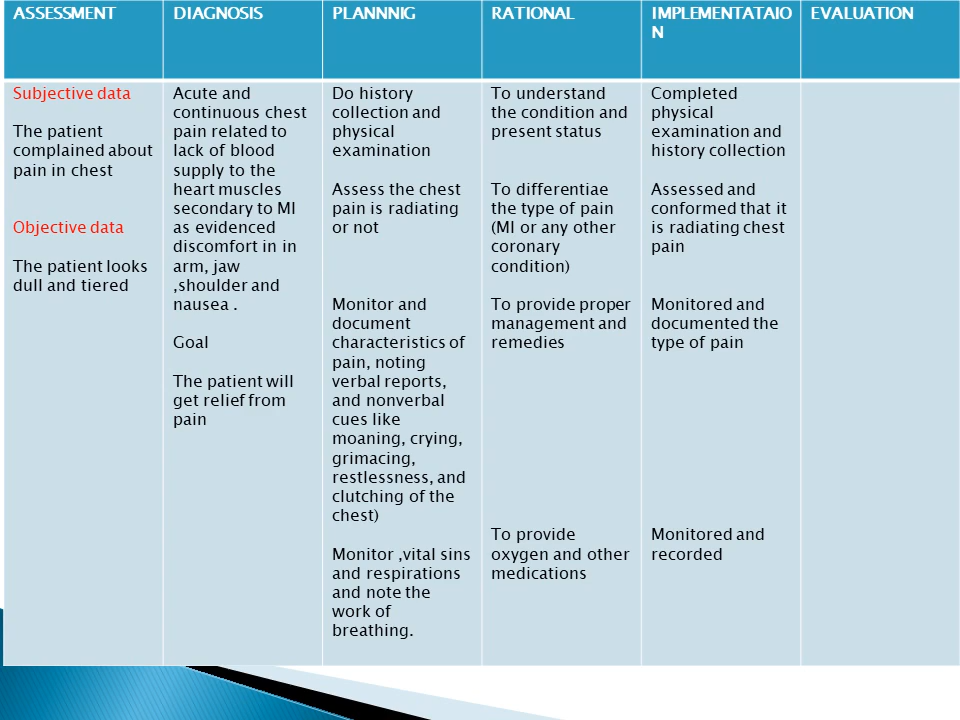 ASSESSMENT
DIAGNOSIS
PLANNNIG
RATIONAL
IMPLEMENTATAIO
N
EVALUATION
Subjective data
The patient
complained about
pain in chest
Objective data
The patient looks
dull and tiered
Acute and
continuous chest
pain related to
lack of blood
supply to the
heart muscles
secondary to MI
as evidenced
discomfort in in
arm, jaw
,shoulder and
nausea .
Goal
The patient will
get relief from
pain
Do history
collection and
physical
examination
Assess the chest
pain is radiating
or not
Monitor and
document
characteristics of
pain, noting
verbal reports,
and nonverbal
cues like
moaning, crying,
grimacing,
restlessness, and
clutching of the
chest)
Monitor ,vital sins
and respirations
and note the
work of
breathing.
To understand
the condition and
present status
To differentiae
the type of pain
(MI or any other
coronary
condition)
To provide proper
management and
remedies
To provide
oxygen and other
medications
Completed
physical
examination and
history collection
Assessed and
conformed that it
is radiating chest
pain
Monitored and
documented the
type of pain
Monitored and
recorded